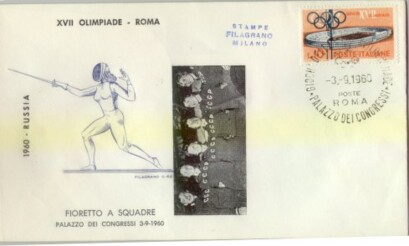 XVII OLIMPIADE - ROMA
STAMPE
FILAGRANO
MILANO
POSTE ITALIANE
-3.-9.1960
POSTE
ROMA
PALAZZO DEI CONGRESSI
1960 - RUSSIA
FIORETTO A SQUADRE
PALAZZO DEI CONGRESSI 3-9-1960